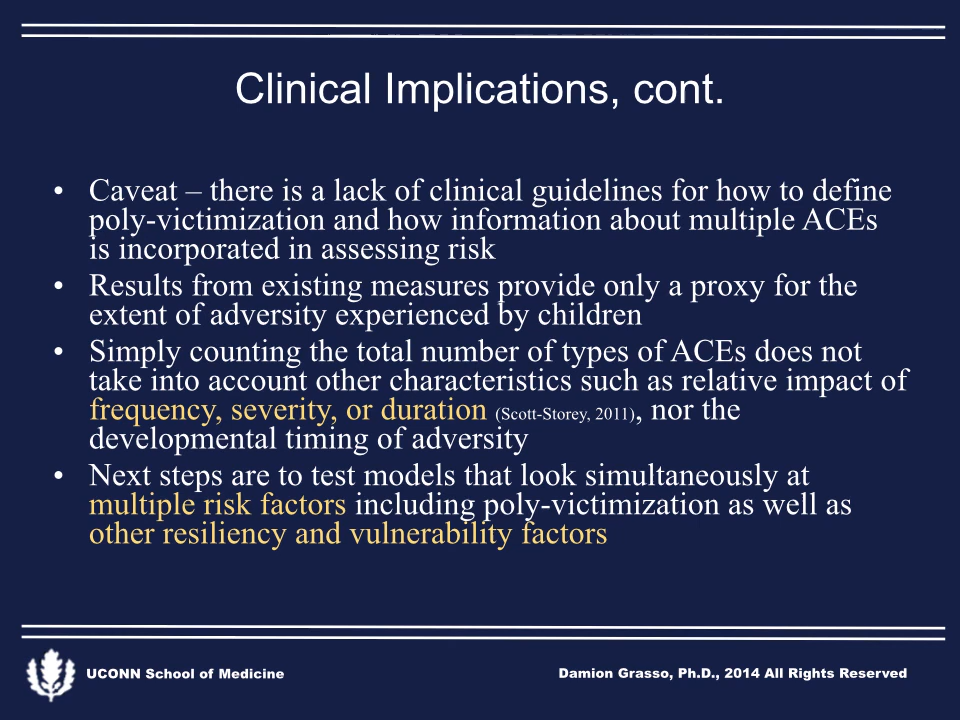 Clinical Implications, cont.
• Caveat – there is a lack of clinical guidelines for how to define
poly-victimization and how information about multiple ACEs
is incorporated in assessing risk
• Results from existing measures provide only a proxy for the
extent of adversity experienced by children
• Simply counting the total number of types of ACEs does not
take into account other characteristics such as relative impact of
frequency, severity, or duration (Scott-Storey, 2011), nor the
developmental timing of adversity
• Next steps are to test models that look simultaneously at
multiple risk factors including poly-victimization as well as
other resiliency and vulnerability factors
UCONN School of Medicine
Damion Grasso, Ph.D., 2014 All Rights Reserved